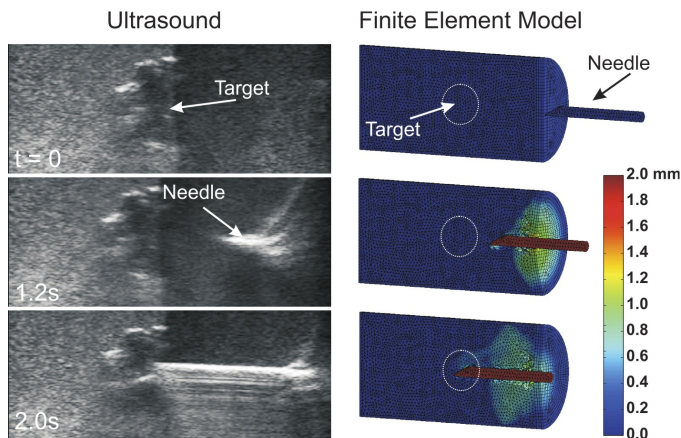 Ultrasound
Finite Element Model
Target
t = 0
Needle
Target
Needle
1.2s
2.0s
2.0 mm
1.8
1.6
1.4
1.2
1.0
0.8
0.6
0.4
0.2
0.0